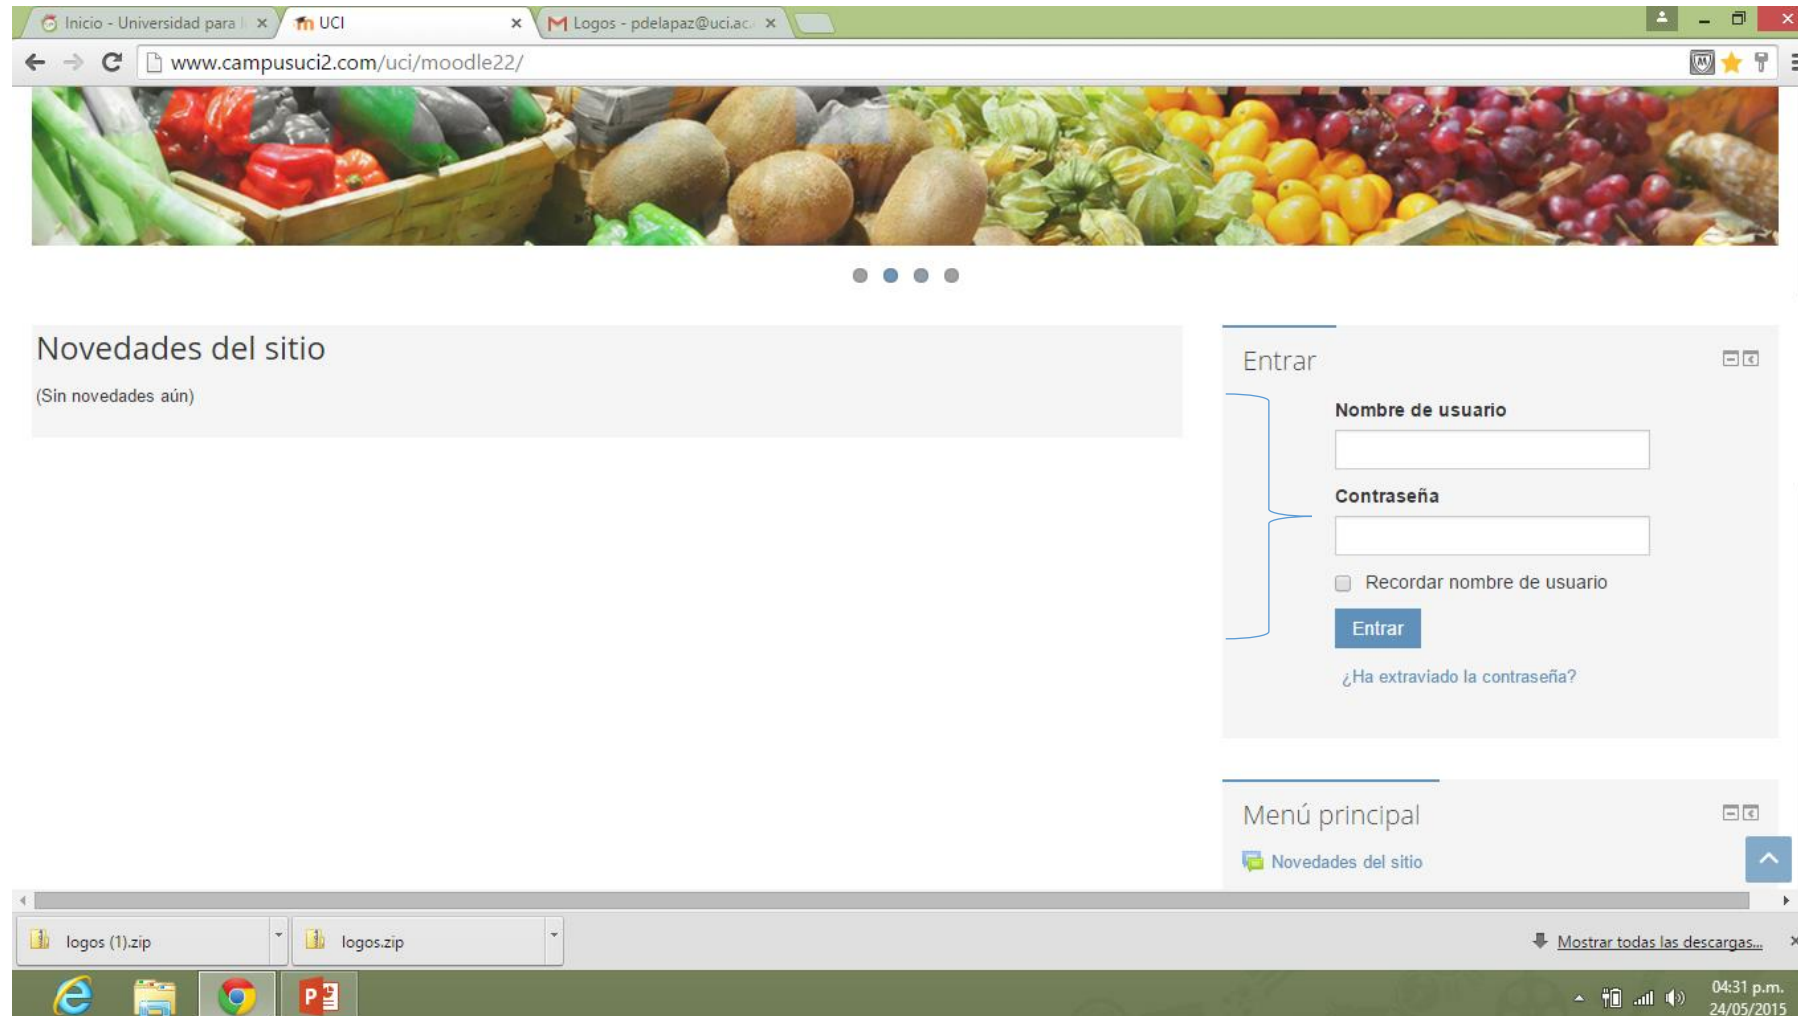 Inicio - Universidad para l
UCI
Logos - pdelapaz@uci.ac.
www.campusuci2.com/uci/moodle22/
Novedades del sitio
(Sin novedades aún)
Entrar
Nombre de usuario
Contraseña
Recordar nombre de usuario
Entrar
¿Ha extraviado la contraseña?
Menú principal
Novedades del sitio
logos (1).zip
logos.zip
Mostrar todas las descargas...
04:31 p.m.
24/05/2015